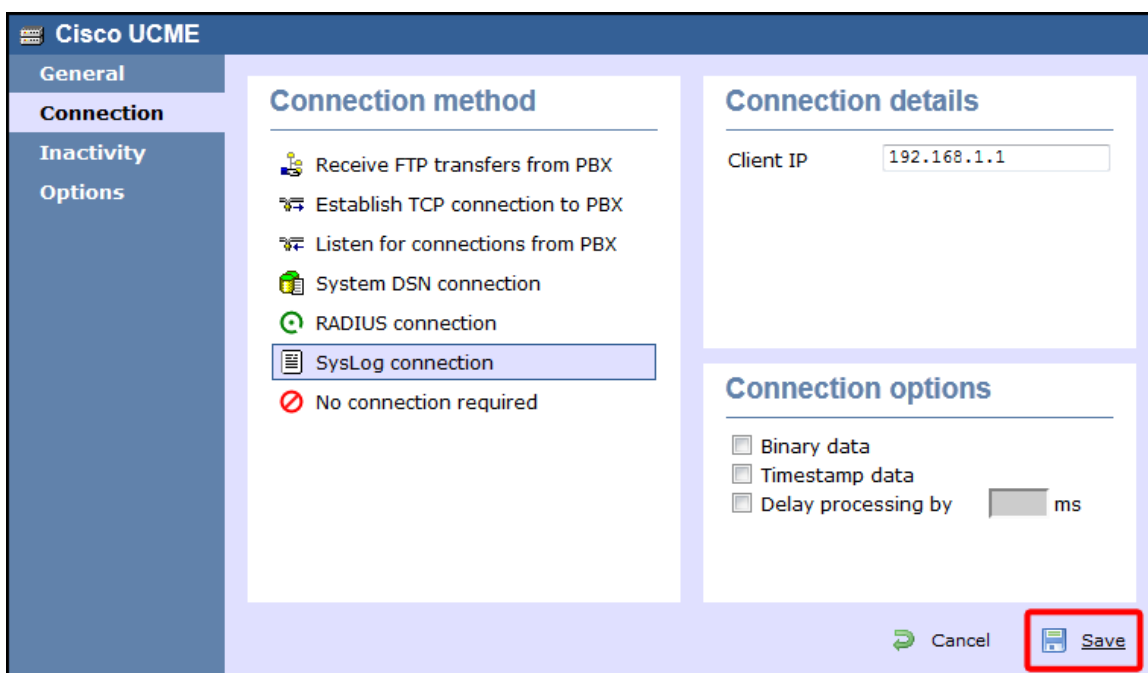 Cisco UCME
General
Connection
Inactivity
Options
Connection method
Receive FTP transfers from PBX
Establish TCP connection to PBX
Listen for connections from PBX
System DSN connection
RADIUS connection
SysLog connection
No connection required
Connection details
Client IP 192.168.1.1
Connection options
Binary data
Timestamp data
Delay processing by ms
Cancel Save